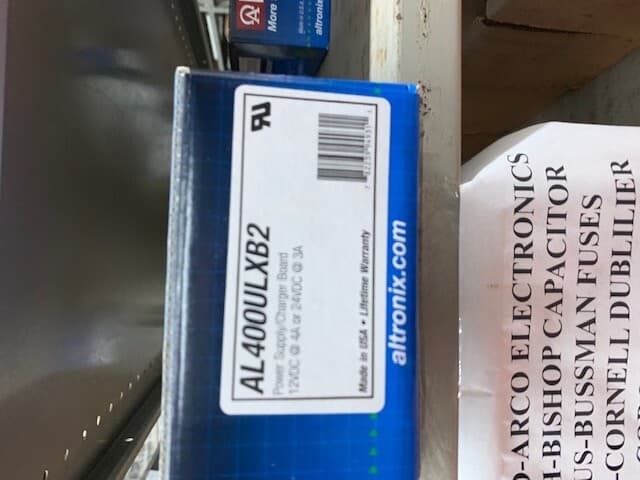 AL400ULXB2
Power Supply/Charger Board
12VDC @ 4A or 24VDC @ 3A
Made in USA • Lifetime Warranty
altronix.com
More
altronix
-ARCO ELECTRONICS
-BISHOP CAPACITOR
US-BUSSMAN FUSES
-CORNELL DUBLILIER